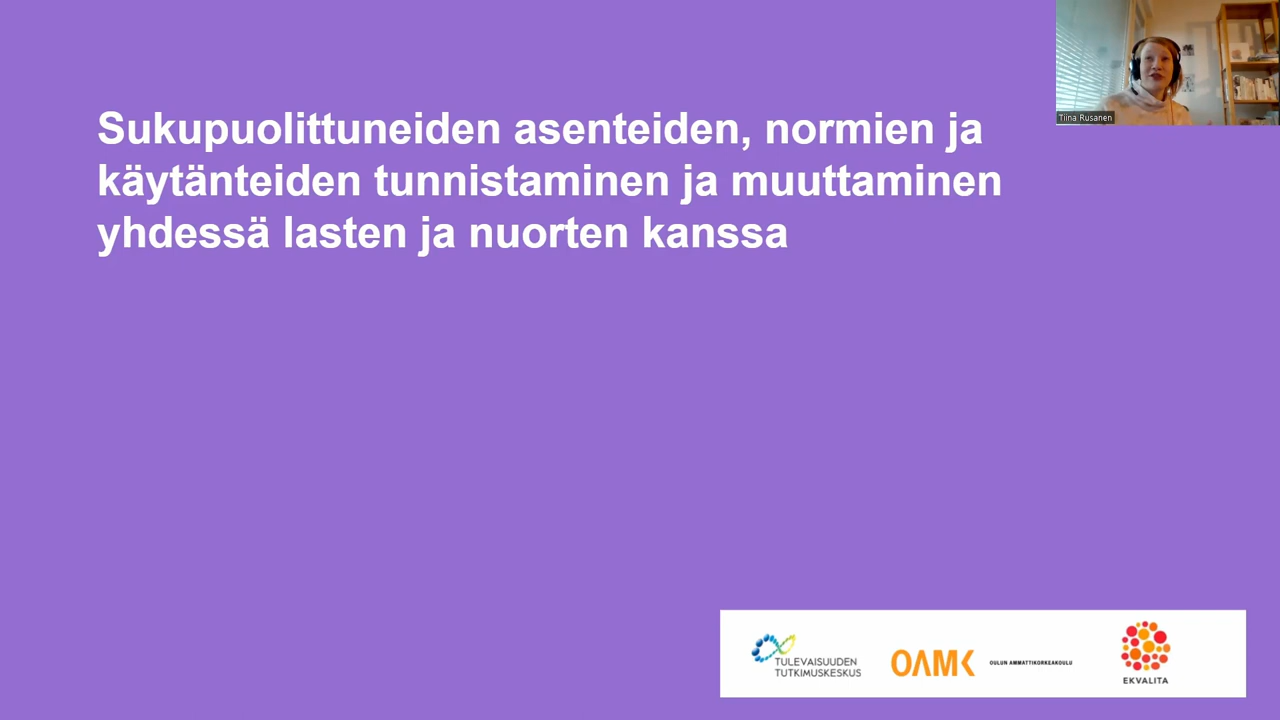 Sukupuolittuneiden asenteiden, normien ja
käytänteiden tunnistaminen ja muuttaminen
yhdessä lasten ja nuorten kanssa
Tiina Rusanen
TULEVAISUUDEN
TUTKIMUSKESKUS
OAMK
OULUN AMMATTIKORKEAKOULU
EKVALITA